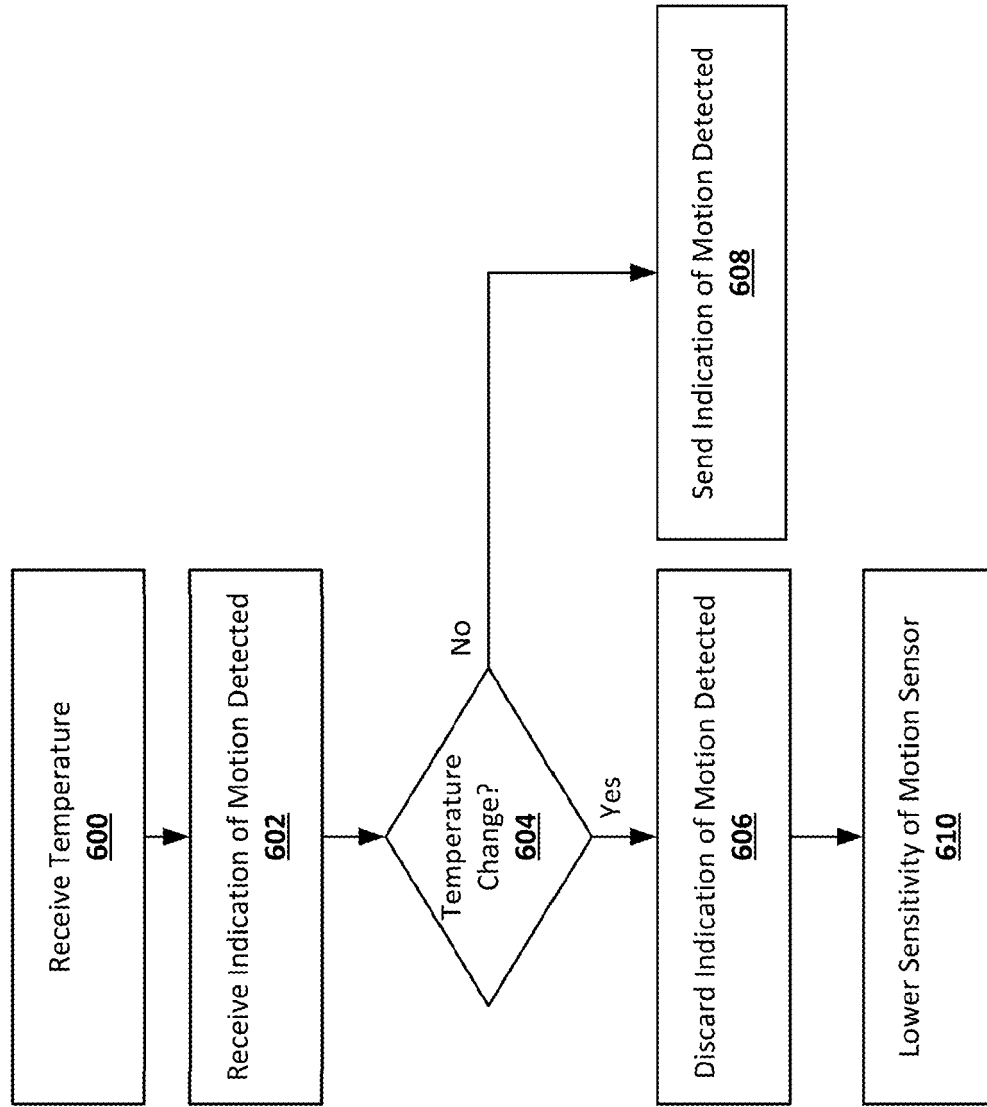 Receive Temperature
600
Receive Indication of Motion Detected
602
Temperature
Change?
604
No
Yes
Discard Indication of Motion Detected
606
Send Indication of Motion Detected
608
Lower Sensitivity of Motion Sensor
610